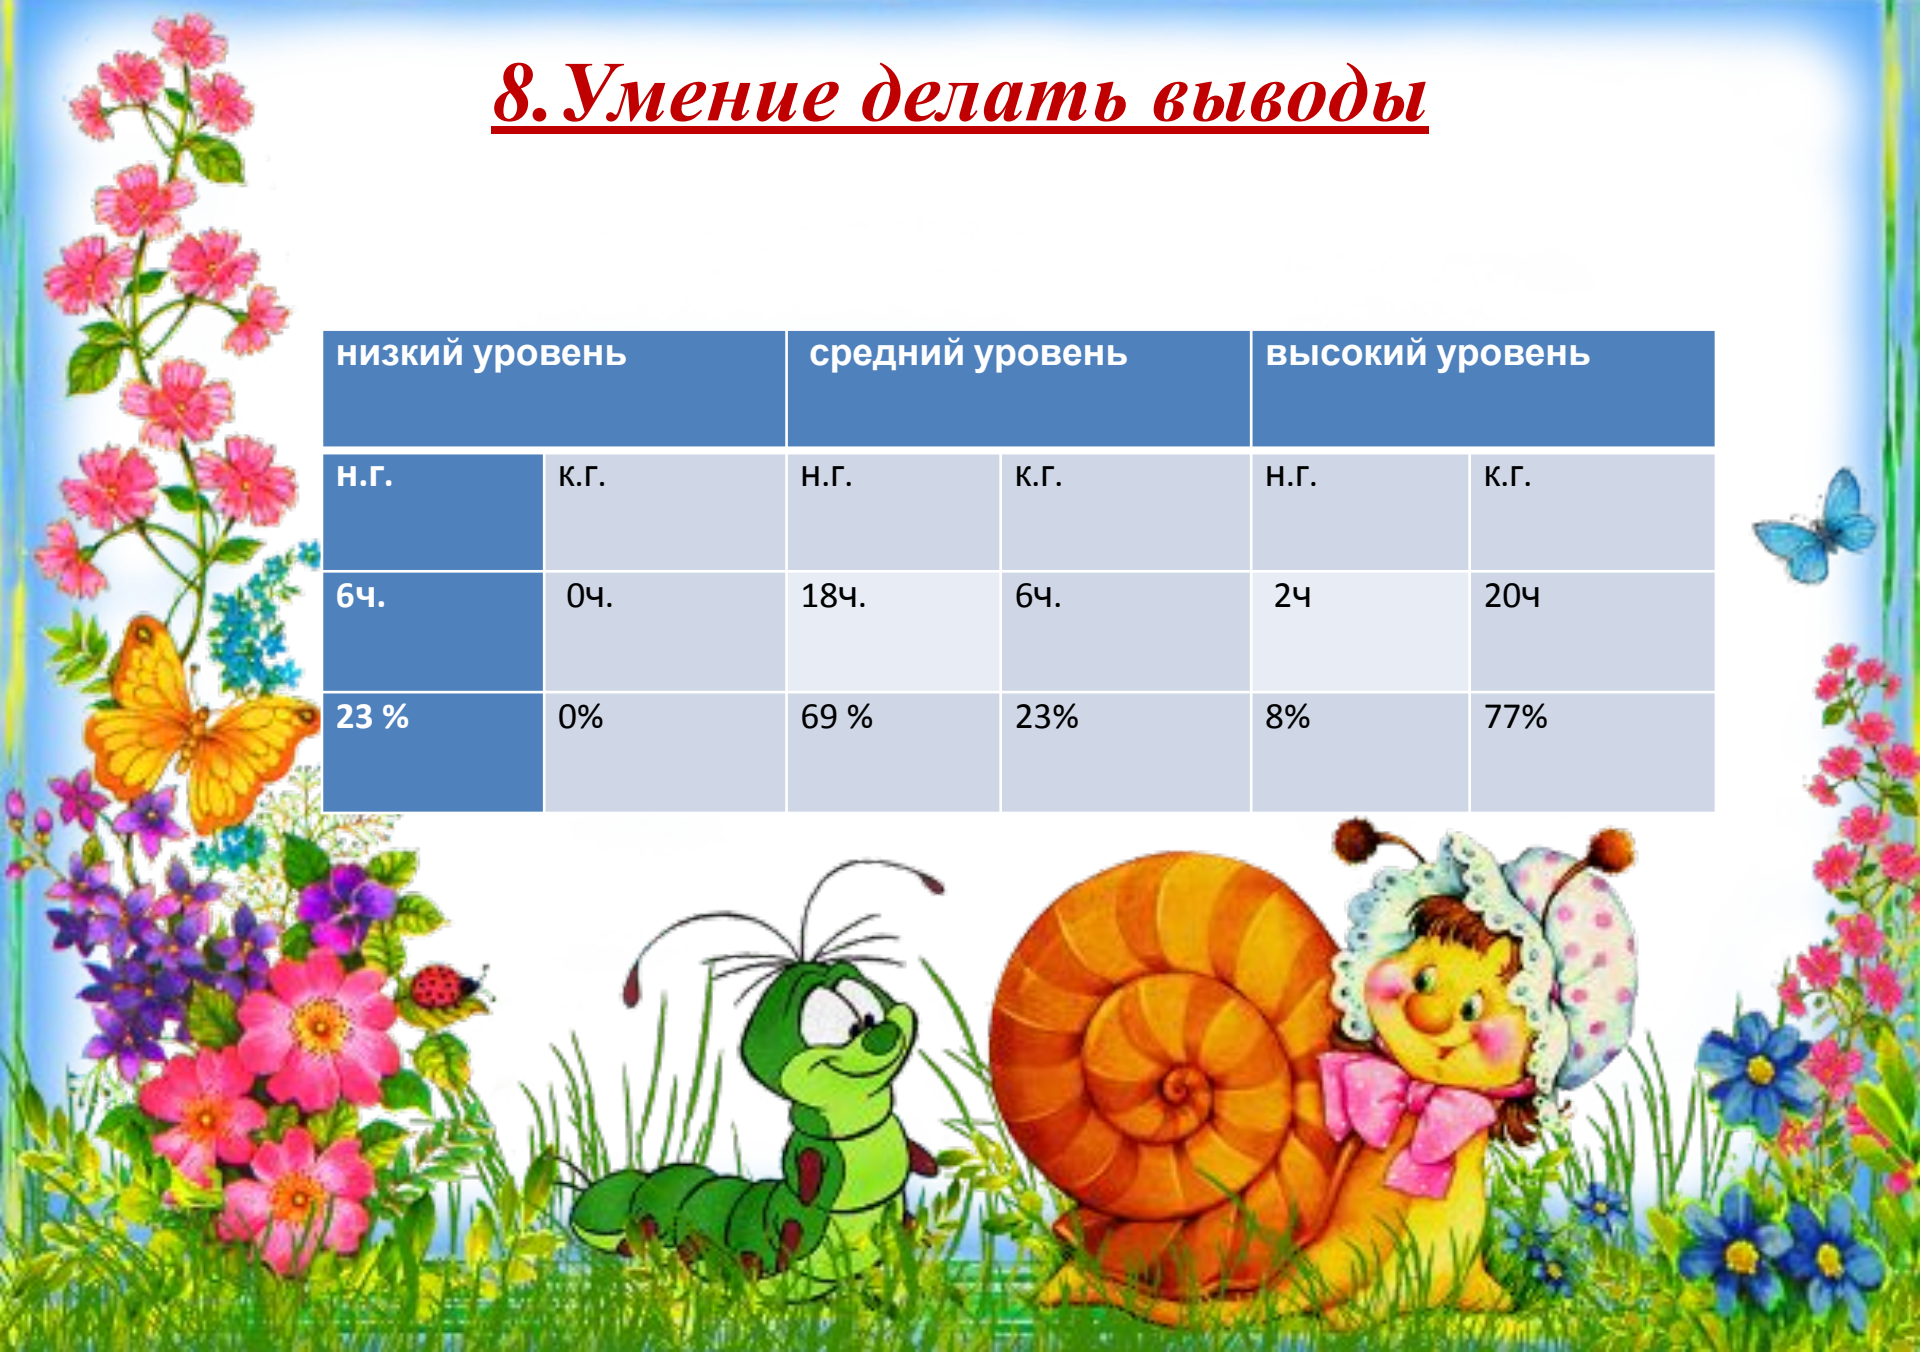 8.Умение делать выводы
низкий уровень средний уровень высокий уровень
н.г. к.г. н.г. к.г. н.г. к.г.
6ч. 0ч. 18ч. 6ч. 2ч 20ч
23 % 0% 69 % 23% 8% 77%